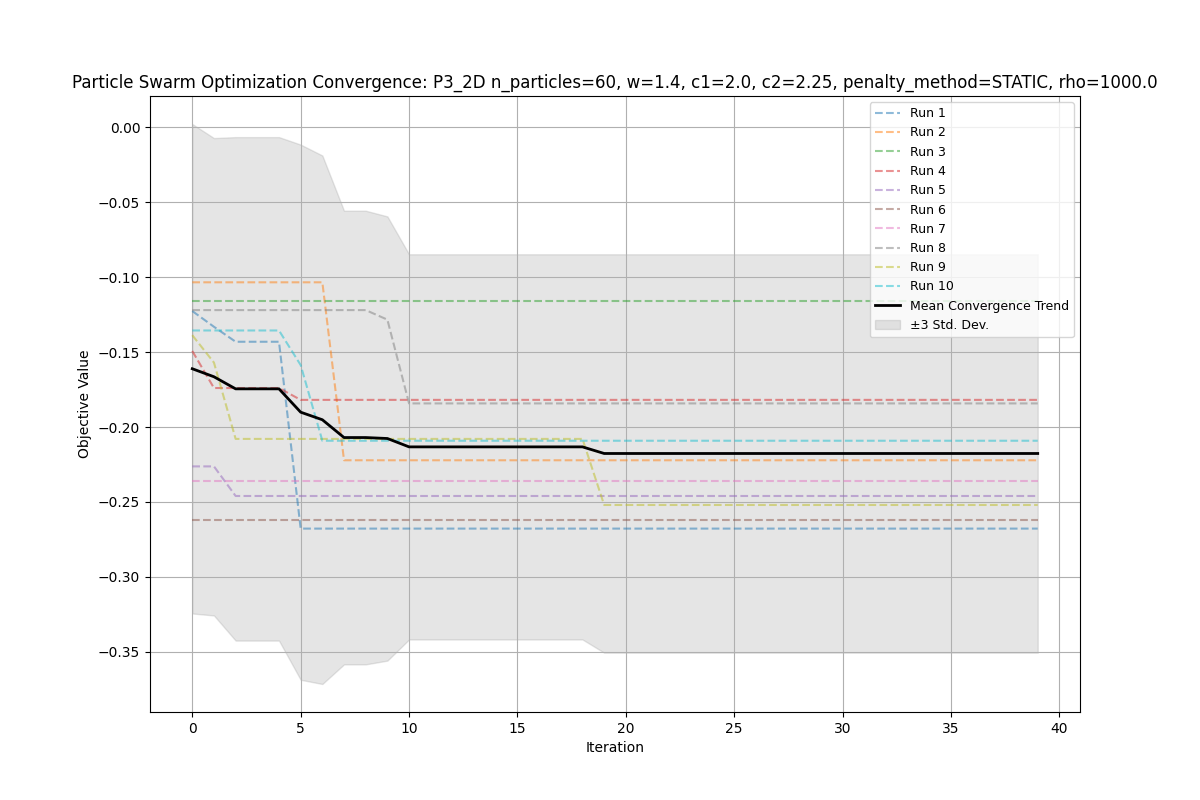 Particle Swarm Optimization Convergence: P3_2D n_particles=60, w=1.4, c1=2.0, c2=2.25, penalty_method=STATIC, rho=1000.0
Run 1
Run 2
Run 3
Run 4
Run 5
Run 6
Run 7
Run 8
Run 9
Run 10
Mean Convergence Trend
±3 Std. Dev.
Objective Value
0.00
−0.05
−0.10
−0.15
−0.20
−0.25
−0.30
−0.35
0 5 10 15 20 25 30 35 40
Iteration